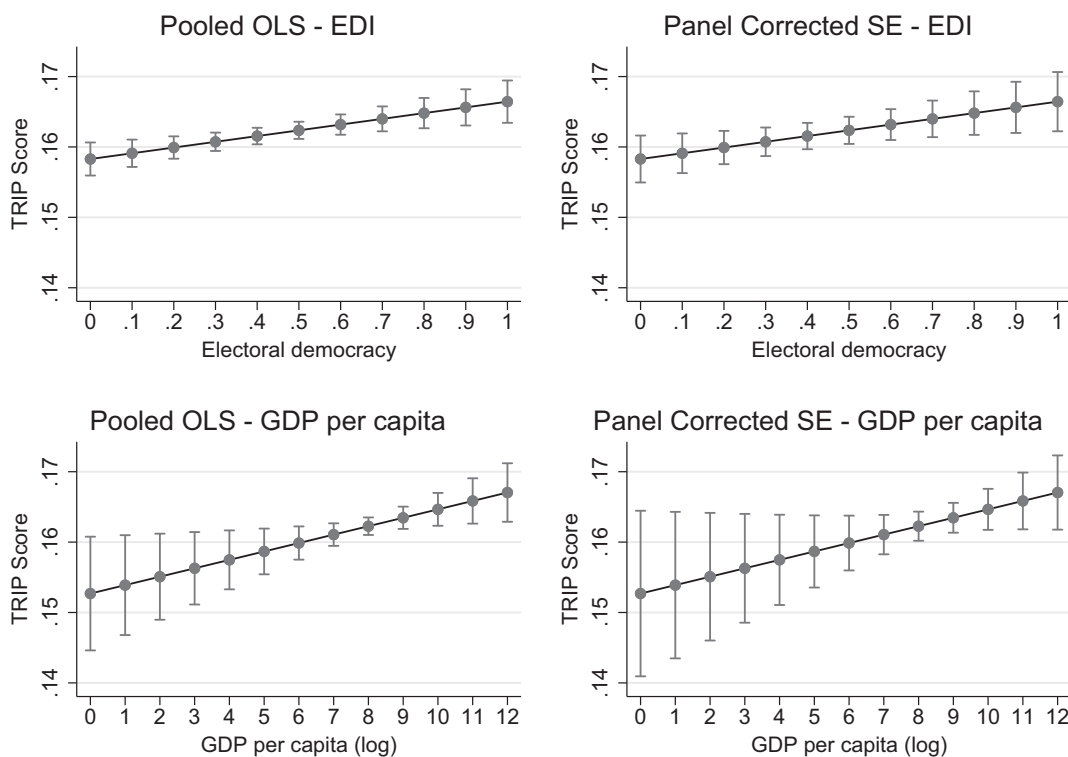 Pooled OLS - EDI
TRIP Score
.17
.16
.15
.14
0 .1 .2 .3 .4 .5 .6 .7 .8 .9 1
Electoral democracy
Panel Corrected SE - EDI
TRIP Score
.17
.16
.15
.14
0 .1 .2 .3 .4 .5 .6 .7 .8 .9 1
Electoral democracy
Pooled OLS - GDP per capita
TRIP Score
.17
.16
.15
.14
0 1 2 3 4 5 6 7 8 9 10 11 12
GDP per capita (log)
Panel Corrected SE - GDP per capita
TRIP Score
.17
.16
.15
.14
0 1 2 3 4 5 6 7 8 9 10 11 12
GDP per capita (log)